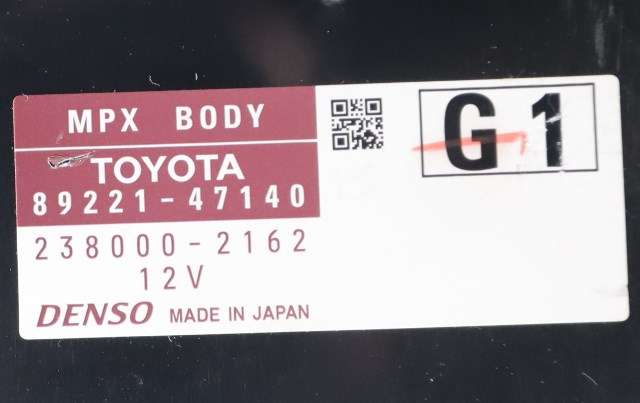 MPX BODY
TOYOTA
89221-47140
238000-2162
12V
DENSO MADE IN JAPAN
G1